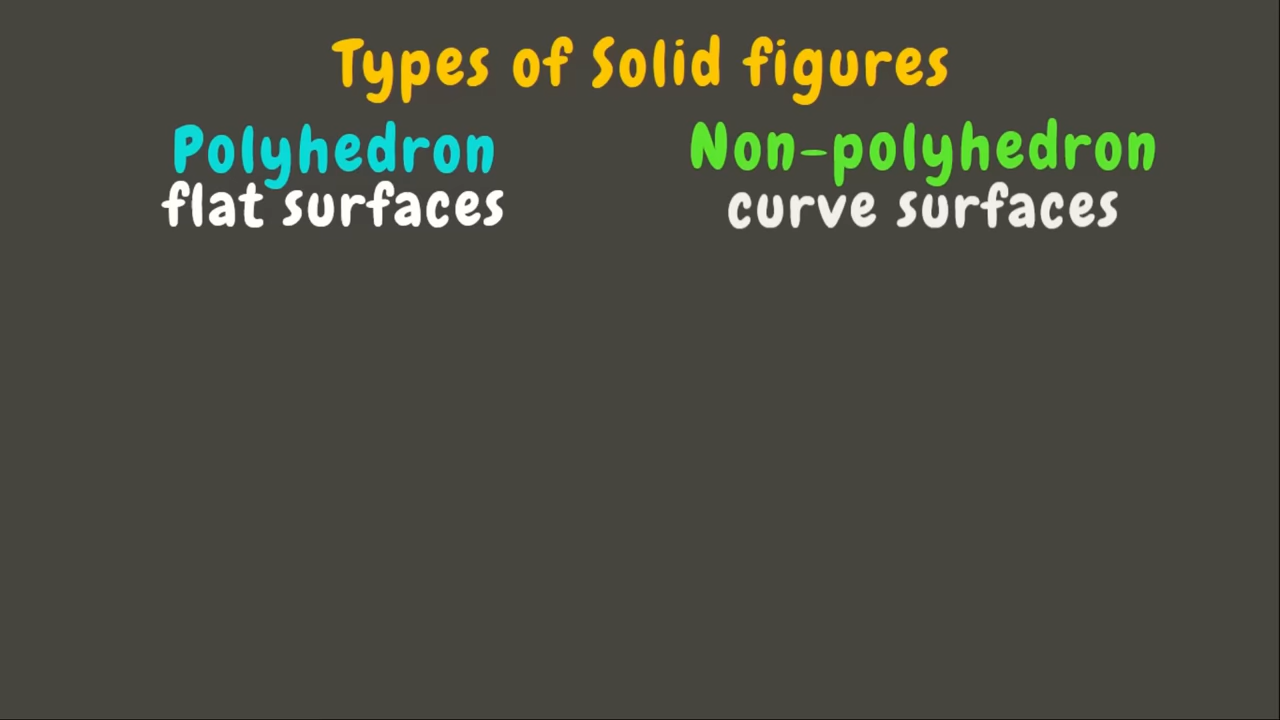 Types of Solid figures
Polyhedron
flat surfaces
Non-polyhedron
curve surfaces